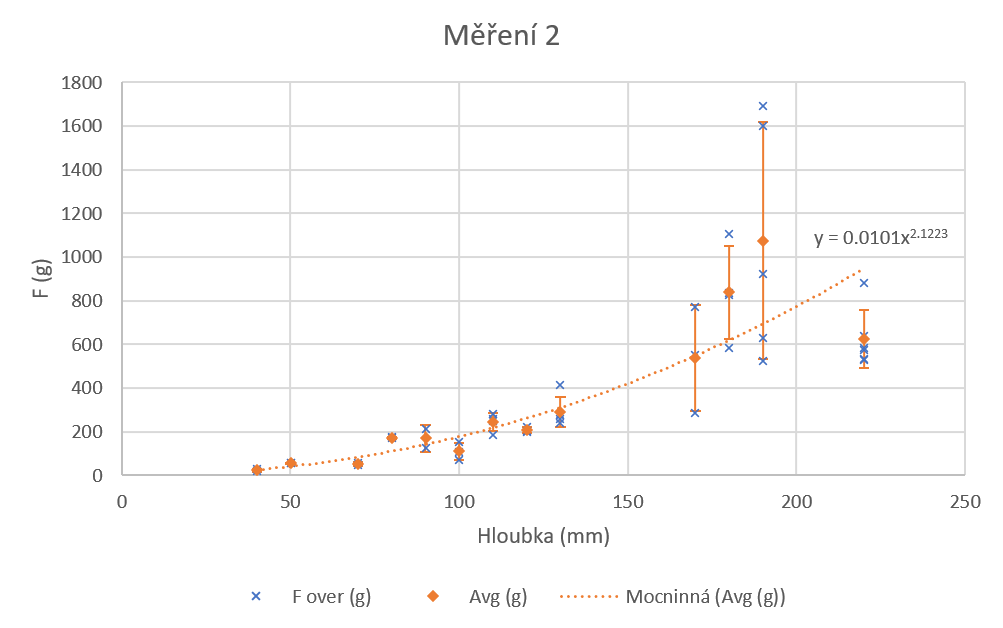 Měření 2
1800
1600
1400
1200
1000
800
600
400
200
0
F (g)
y = 0.0101x^2.1223
0 50 100 150 200 250
Hloubka (mm)
F over (g) Avg (g) Mocninná (Avg (g))